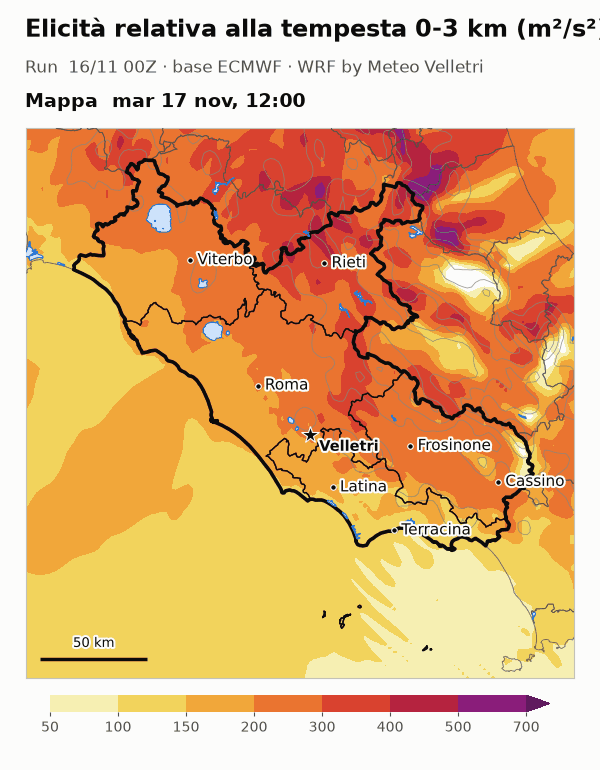 Elicità relativa alla tempesta 0-3 km (m²/s²)
Run  16/11 00Z · base ECMWF · WRF by Meteo Velletri
Mappa  mar 17 nov, 12:00
Viterbo
Rieti
Roma
Velletri
Frosinone
Cassino
Latina
Terracina
50 km
50 100 150 200 300 400 500 700